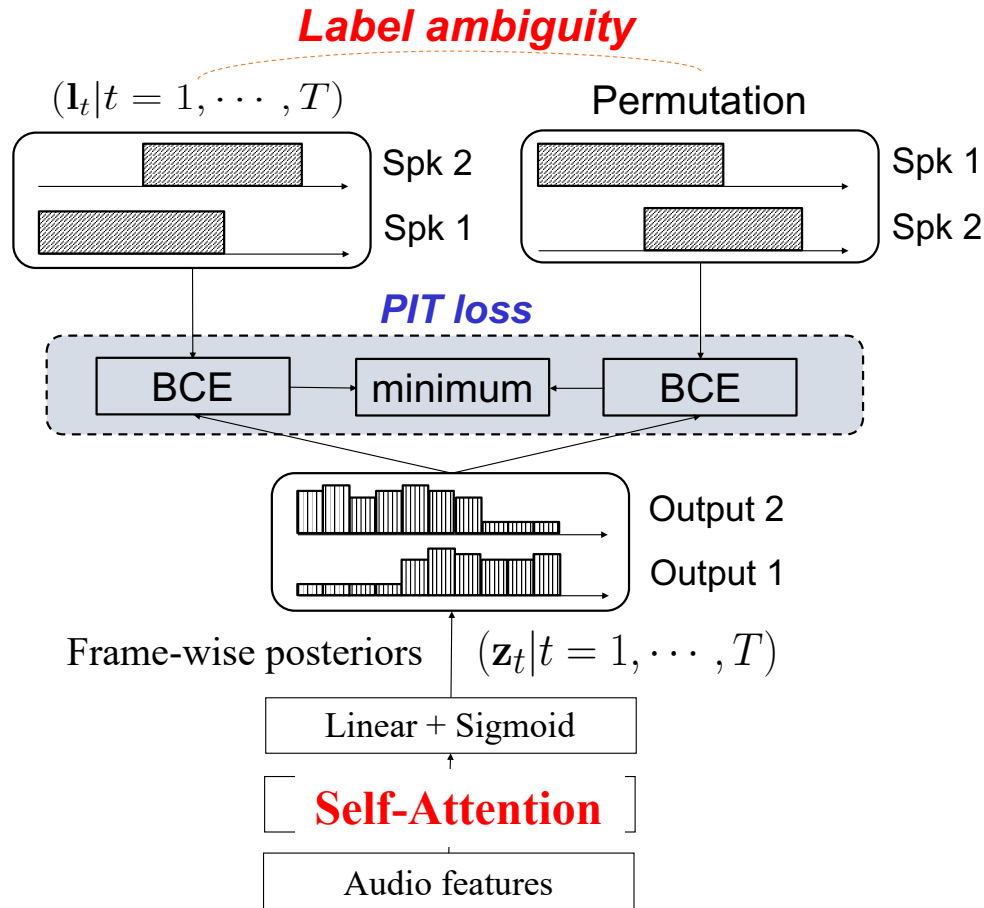 Label ambiguity
(𝐥_t|t = 1, ⋯ , T)
Permutation
Spk 2
Spk 1
Spk 1
Spk 2
PIT loss
BCE
minimum
BCE
Output 2
Output 1
Frame-wise posteriors
(𝐳_t|t = 1, ⋯ , T)
Linear + Sigmoid
Self-Attention
Audio features